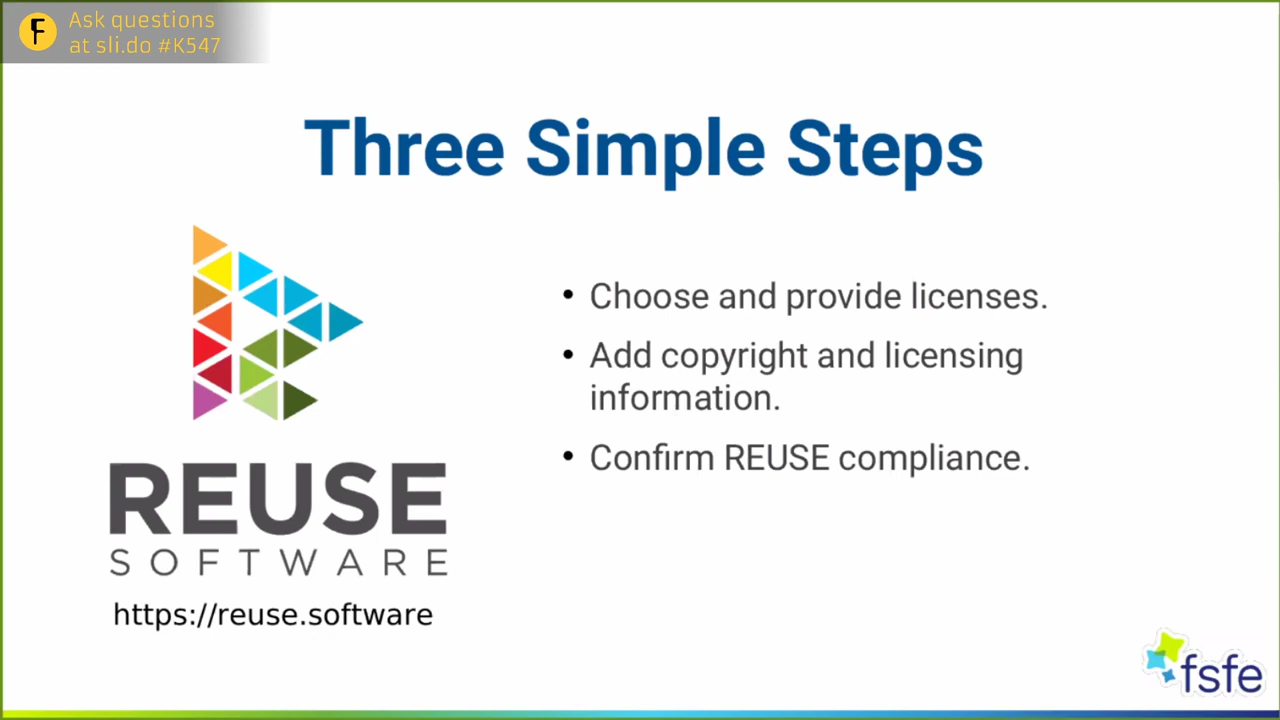 Ask questions
at sli.do #K547
Three Simple Steps
• Choose and provide licenses.
• Add copyright and licensing
information.
• Confirm REUSE compliance.
REUSE
SOFTWARE
https://reuse.software
fsfe